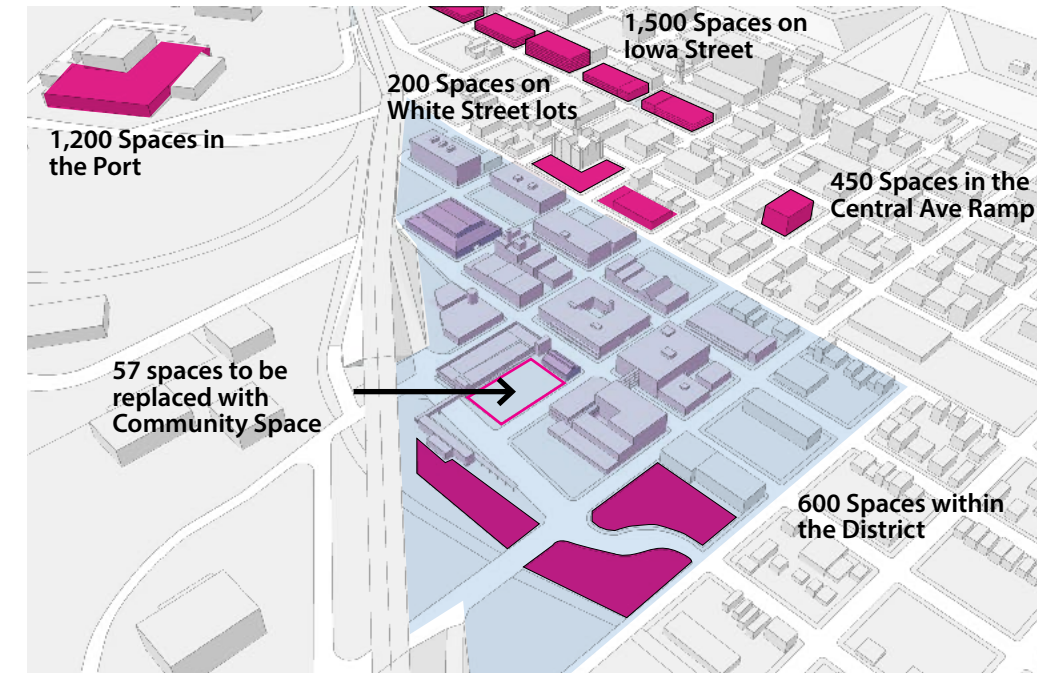 1,500 Spaces on
Iowa Street
200 Spaces on
White Street lots
1,200 Spaces in
the Port
450 Spaces in the
Central Ave Ramp
57 spaces to be
replaced with
Community Space
600 Spaces within
the District